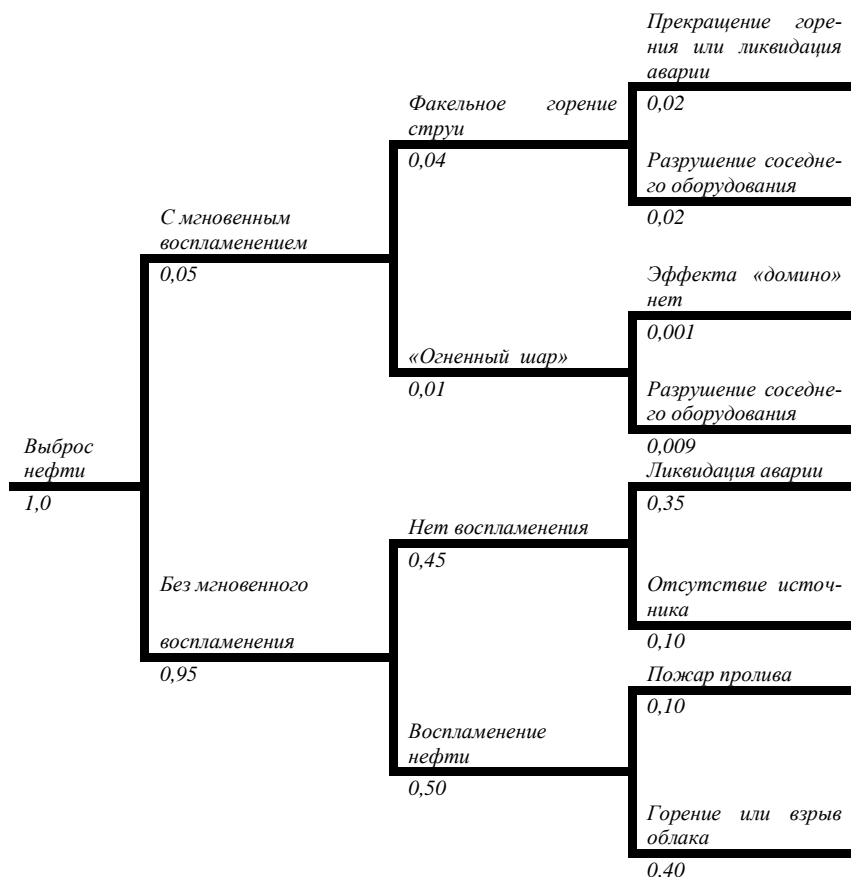 Прекращение горе-
ния или ликвидация
аварии
0,02
Факельное горение
струи
0,04
Разрушение соседне-
го оборудования
0,02
С мгновенным
воспламенением
0,05
Эффекта «домино»
нет
0,001
«Огненный шар»
0,01
Разрушение соседне-
го оборудования
0,009
Выброс
нефти
1,0
Ликвидация аварии
0,35
Нет воспламенения
0,45
Без мгновенного
воспламенения
0,95
Отсутствие источ-
ника
0,10
Пожар пролива
0,10
Воспламенение
нефти
0,50
Горение или взрыв
облака
0,40